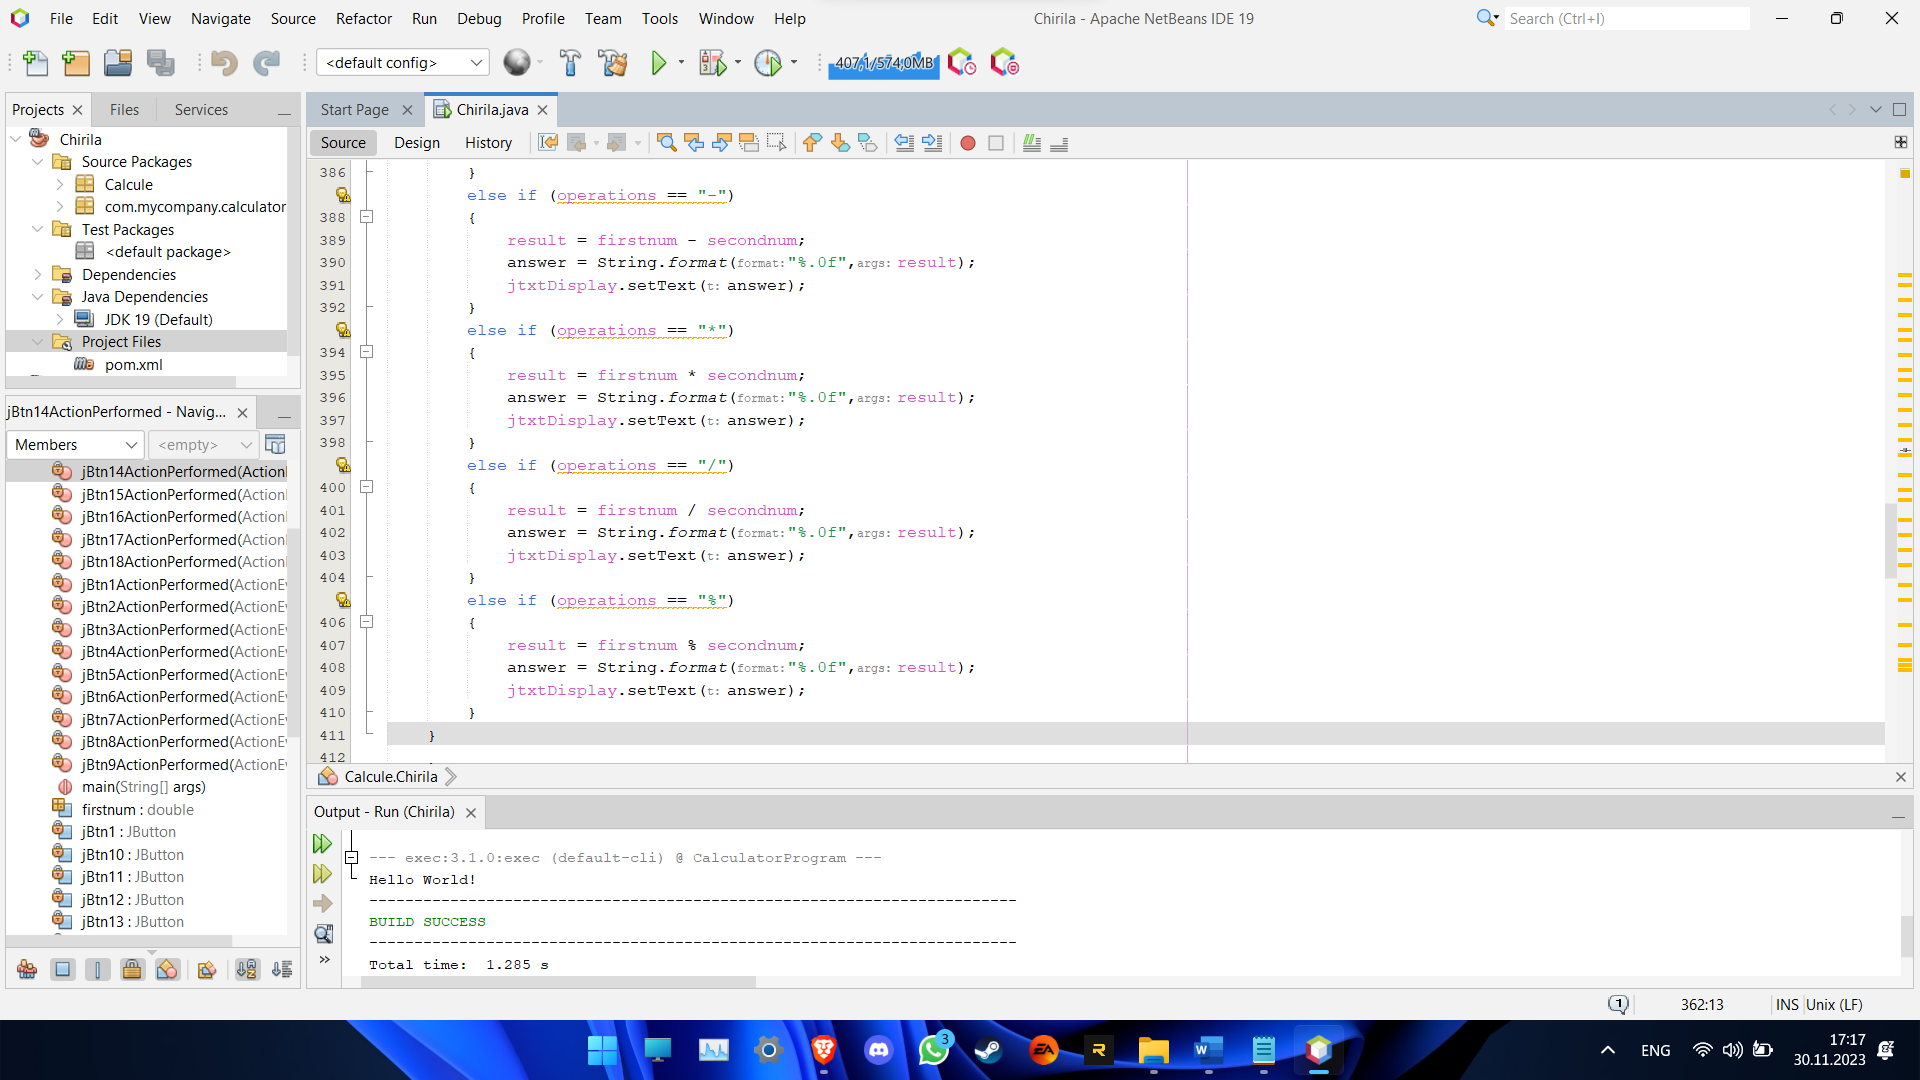 File Edit View Navigate Source Refactor Run Debug Profile Team Tools Window Help
Chirila - Apache NetBeans IDE 19
Search (Ctrl+I)
<default config>
407,1/574,0MB
Projects Files Services
Chirila
Source Packages
Calcule
com.mycompany.calculator
Test Packages
<default package>
Dependencies
Java Dependencies
JDK 19 (Default)
Project Files
pom.xml
jBtn14ActionPerformed - Navig...
Members <empty>
jBtn14ActionPerformed(Action
jBtn15ActionPerformed(Action
jBtn16ActionPerformed(Action
jBtn17ActionPerformed(Action
jBtn18ActionPerformed(Action
jBtn1ActionPerformed(ActionEv
jBtn2ActionPerformed(ActionEv
jBtn3ActionPerformed(ActionEv
jBtn4ActionPerformed(ActionEv
jBtn5ActionPerformed(ActionEv
jBtn6ActionPerformed(ActionEv
jBtn7ActionPerformed(ActionEv
jBtn8ActionPerformed(ActionEv
jBtn9ActionPerformed(ActionEv
main(String[] args)
firstnum : double
jBtn1 : JButton
jBtn10 : JButton
jBtn11 : JButton
jBtn12 : JButton
jBtn13 : JButton
Start Page Chirila.java
Source Design History
386 }
else if (operations == "-")
388 {
389 result = firstnum - secondnum;
390 answer = String.format(format:"%.0f",args: result);
391 jtxtDisplay.setText(t: answer);
392 }
else if (operations == "*")
394 {
395 result = firstnum * secondnum;
396 answer = String.format(format:"%.0f",args: result);
397 jtxtDisplay.setText(t: answer);
398 }
else if (operations == "/")
400 {
401 result = firstnum / secondnum;
402 answer = String.format(format:"%.0f",args: result);
403 jtxtDisplay.setText(t: answer);
404 }
else if (operations == "%")
406 {
407 result = firstnum % secondnum;
408 answer = String.format(format:"%.0f",args: result);
409 jtxtDisplay.setText(t: answer);
410 }
411 }
412
Calcule.Chirila
Output - Run (Chirila)
--- exec:3.1.0:exec (default-cli) @ CalculatorProgram ---
Hello World!
------------------------------------------------------------------------
BUILD SUCCESS
------------------------------------------------------------------------
Total time: 1.285 s
1 362:13 INS Unix (LF)
3
ENG
17:17
30.11.2023